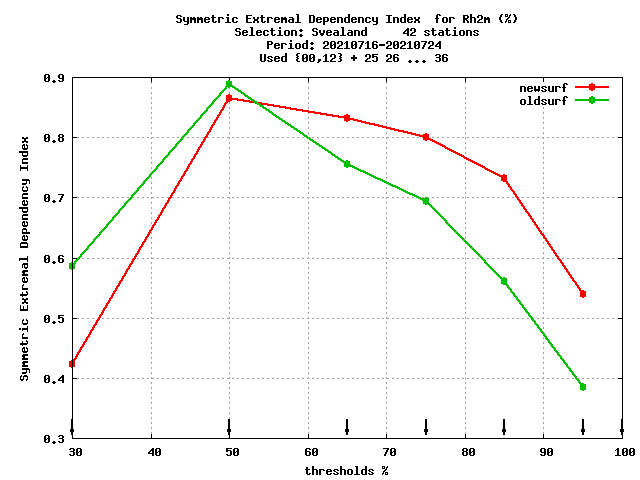 Symmetric Extremal Dependency Index  for Rh2m (%)
Selection: Svealand     42 stations
Period: 20210716-20210724
Used {00,12} + 25 26 ... 36
newsurf
oldsurf
Symmetric Extremal Dependency Index
0.9
0.8
0.7
0.6
0.5
0.4
0.3
30 40 50 60 70 80 90 100
thresholds %